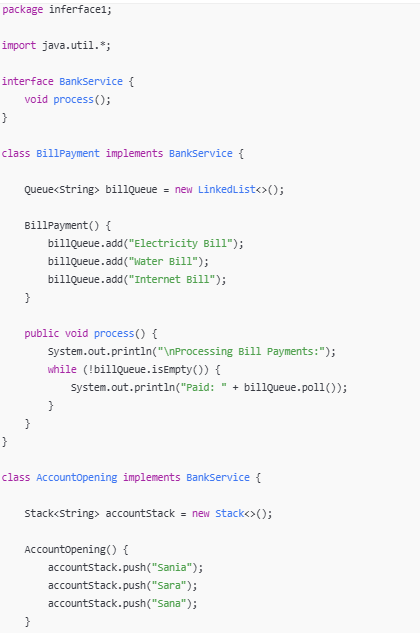 package inferface1;
import java.util.*;
interface BankService {
    void process();
}
class BillPayment implements BankService {
    Queue<String> billQueue = new LinkedList<>();
    BillPayment() {
        billQueue.add("Electricity Bill");
        billQueue.add("Water Bill");
        billQueue.add("Internet Bill");
    }
    public void process() {
        System.out.println("\nProcessing Bill Payments:");
        while (!billQueue.isEmpty()) {
            System.out.println("Paid: " + billQueue.poll());
        }
    }
}
class AccountOpening implements BankService {
    Stack<String> accountStack = new Stack<>();
    AccountOpening() {
        accountStack.push("Sania");
        accountStack.push("Sara");
        accountStack.push("Sana");
    }